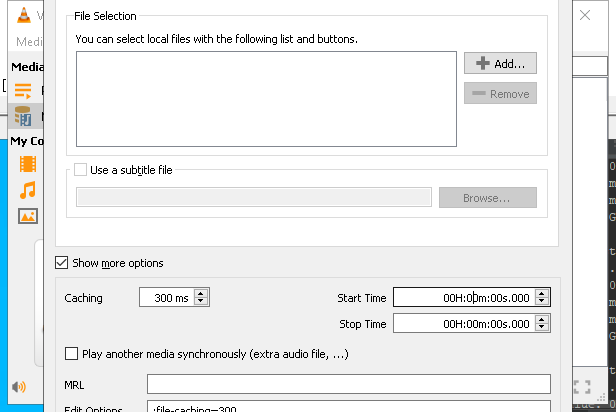 File Selection
You can select local files with the following list and buttons.
Add...
Remove
Use a subtitle file
Browse...
Show more options
Caching
300 ms
Start Time
00H:00m:00s.000
Stop Time
00H:00m:00s.000
Play another media synchronously (extra audio file, ...)
MRL
Edit Options
:file-caching=300
Medi
Media
My Co